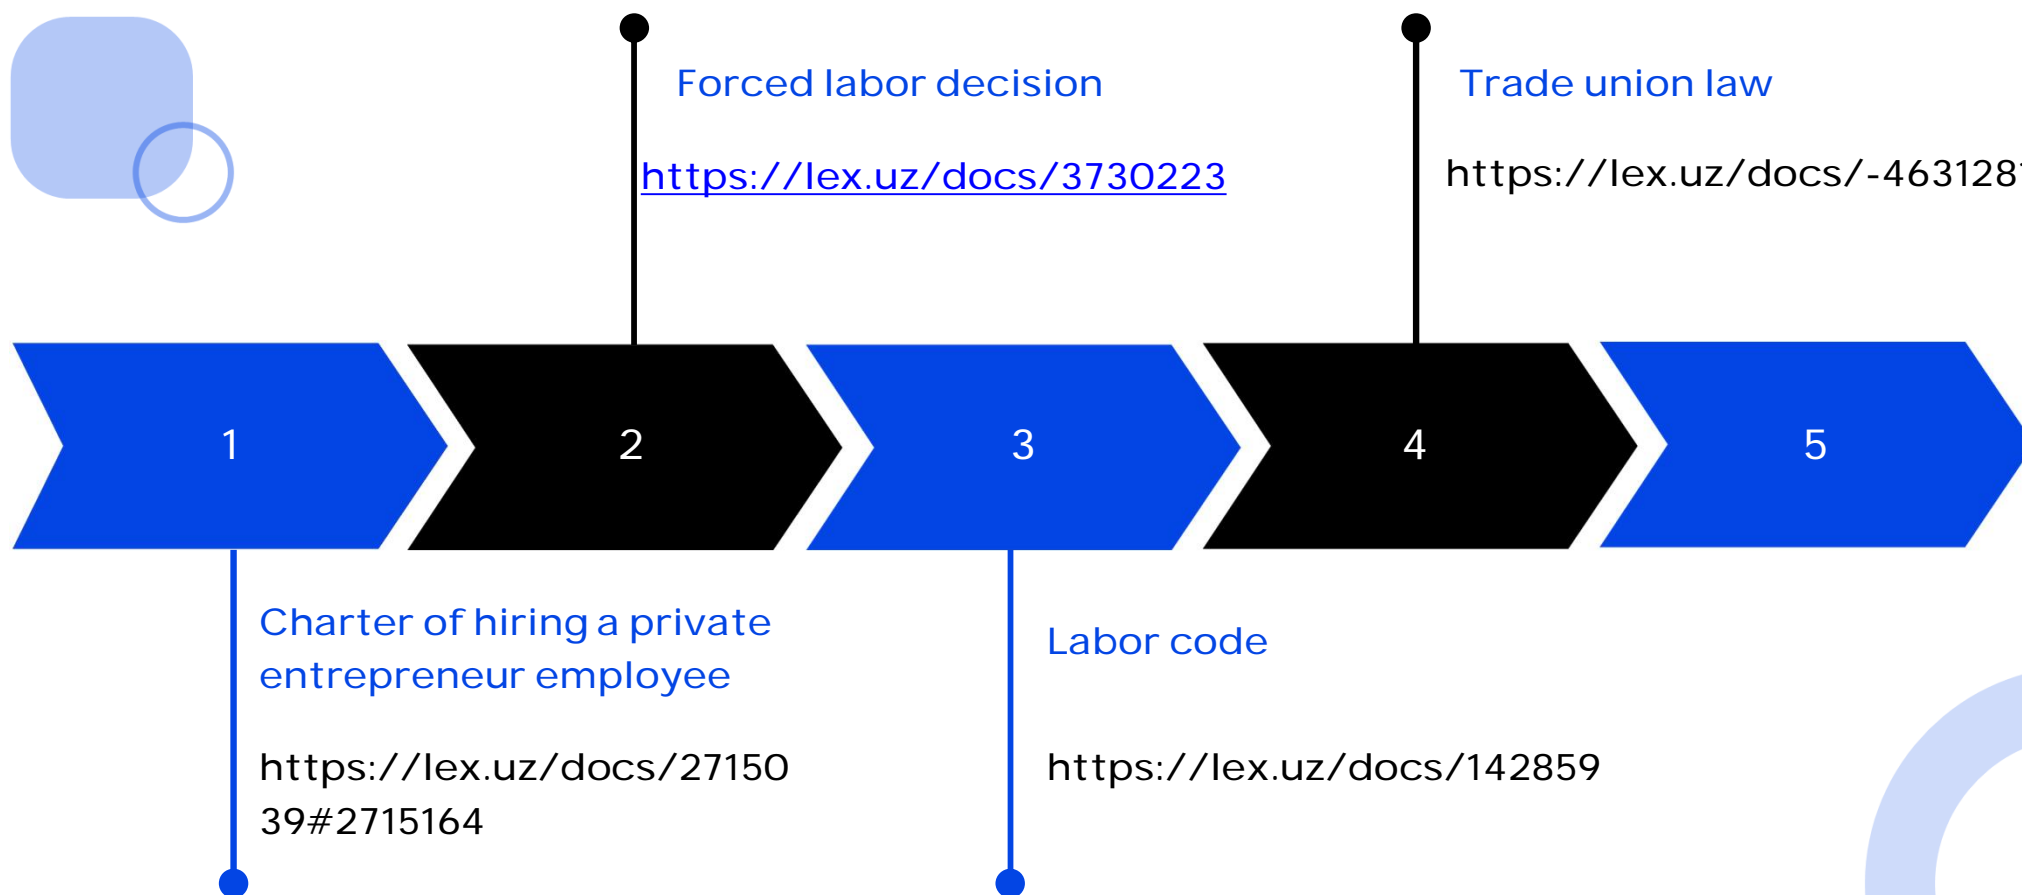 Forced labor decision
https://lex.uz/docs/3730223
Trade union law
https://lex.uz/docs/-4631281
1
2
3
4
5
Charter of hiring a private
entrepreneur employee
https://lex.uz/docs/27150
39#2715164
Labor code
https://lex.uz/docs/142859